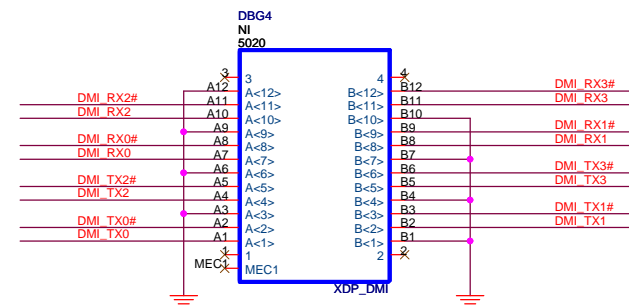 DBG4
NI
5020
3 3 4 4
A12 A<12> B<12> B12 DMI_RX3#
DMI_RX2# A11 A<11> B<11> B11 DMI_RX3
DMI_RX2 A10 A<10> B<10> B10
A9 A<9> B<9> B9 DMI_RX1#
DMI_RX0# A8 A<8> B<8> B8 DMI_RX1
DMI_RX0 A7 A<7> B<7> B7
A6 A<6> B<6> B6 DMI_TX3#
DMI_TX2# A5 A<5> B<5> B5 DMI_TX3
DMI_TX2 A4 A<4> B<4> B4
A3 A<3> B<3> B3 DMI_TX1#
DMI_TX0# A2 A<2> B<2> B2 DMI_TX1
DMI_TX0 A1 A<1> B<1> B1
1 1 2 2
MEC1 MEC1
XDP_DMI